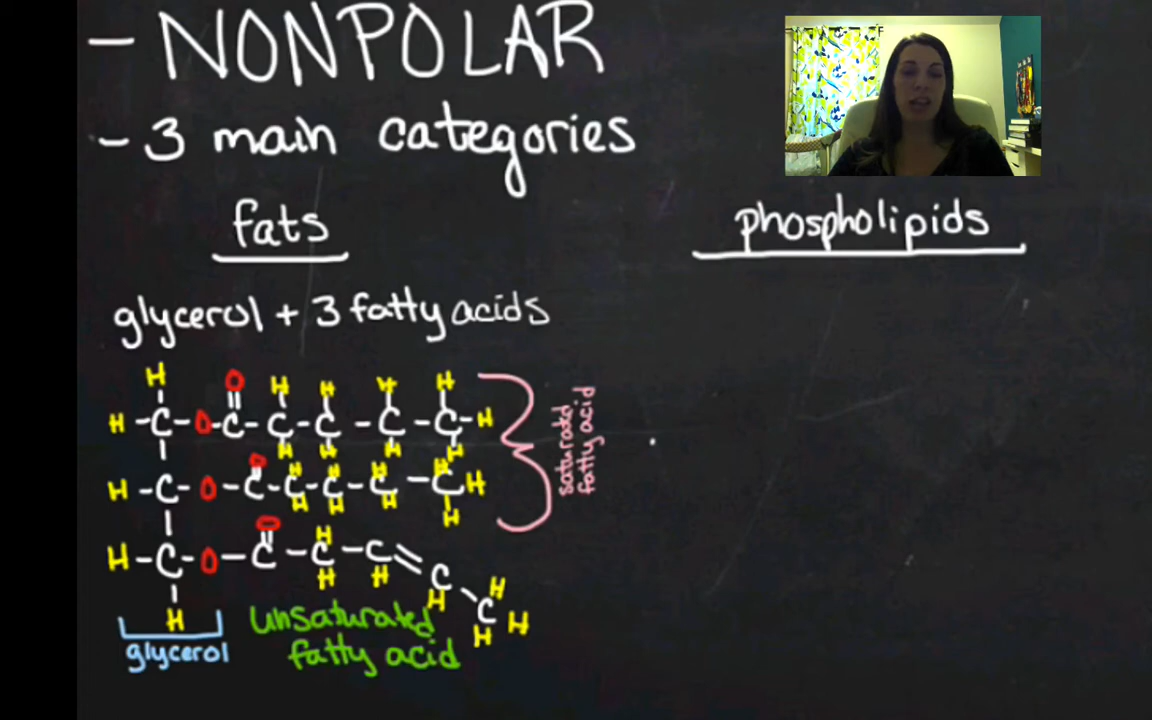 - NONPOLAR
- 3 main categories
fats
phospholipids
glycerol + 3 fatty acids
H O H H H H
H - C - O - C - C - C - C - C - H
H H H H
O H H H H
H - C - O - C - C - C - C - C H
H H H H
O H
H - C - O - C - C - C = C - C H
H H H H H
H
saturated
fatty acid
unsaturated
fatty acid
glycerol